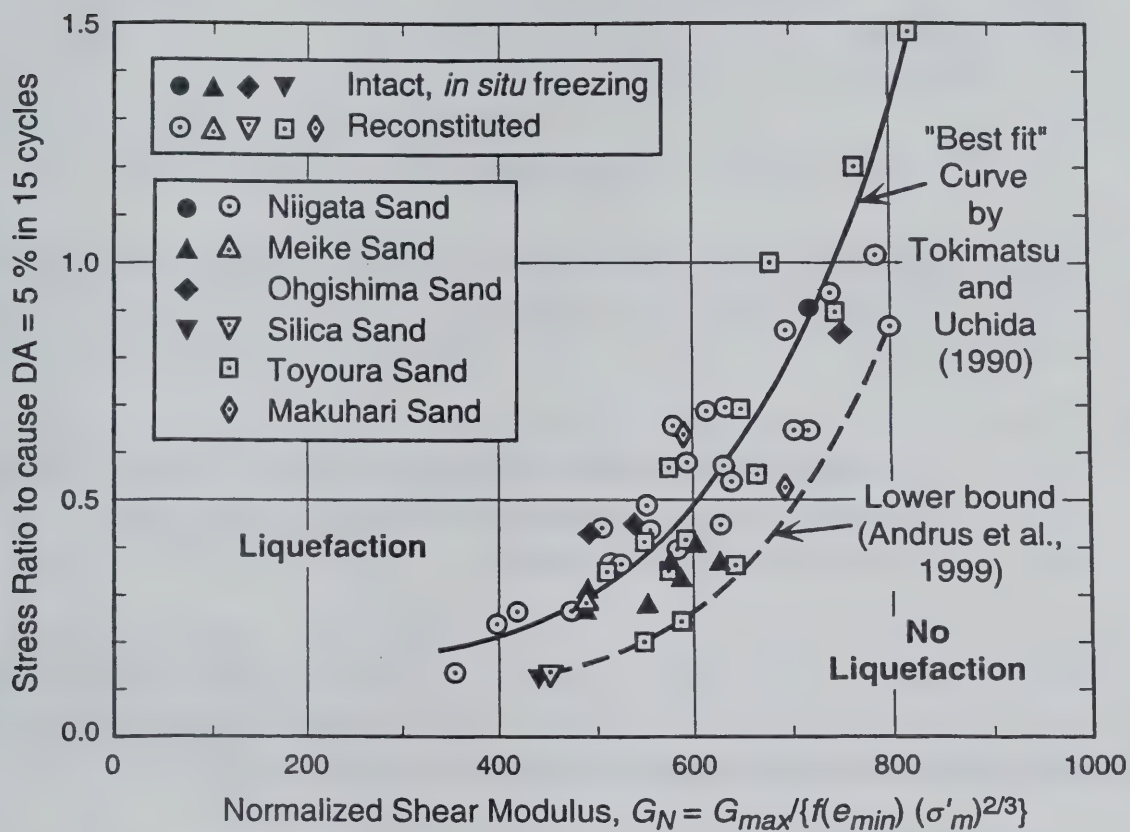 1.5
1.0
0.5
0.0
Stress Ratio to cause DA = 5 % in 15 cycles
Intact, in situ freezing
Reconstituted
Niigata Sand
Meike Sand
Ohgishima Sand
Silica Sand
Toyoura Sand
Makuhari Sand
"Best fit"
Curve
by
Tokimatsu
and
Uchida
(1990)
Liquefaction
Lower bound
(Andrus et al.,
1999)
No
Liquefaction
0 200 400 600 800 1000
Normalized Shear Modulus, G_N = G_max/{f(e_min) (σ'_m)^2/3}